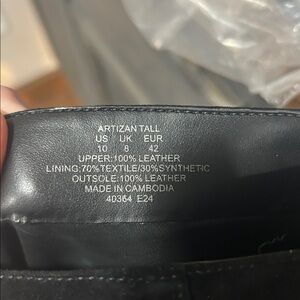 ARTIZAN TALL
US UK EUR
10 8 42
UPPER:100% LEATHER
LINING:70%TEXTILE/30%SYNTHETIC
OUTSOLE:100% LEATHER
MADE IN CAMBODIA
40364 E24